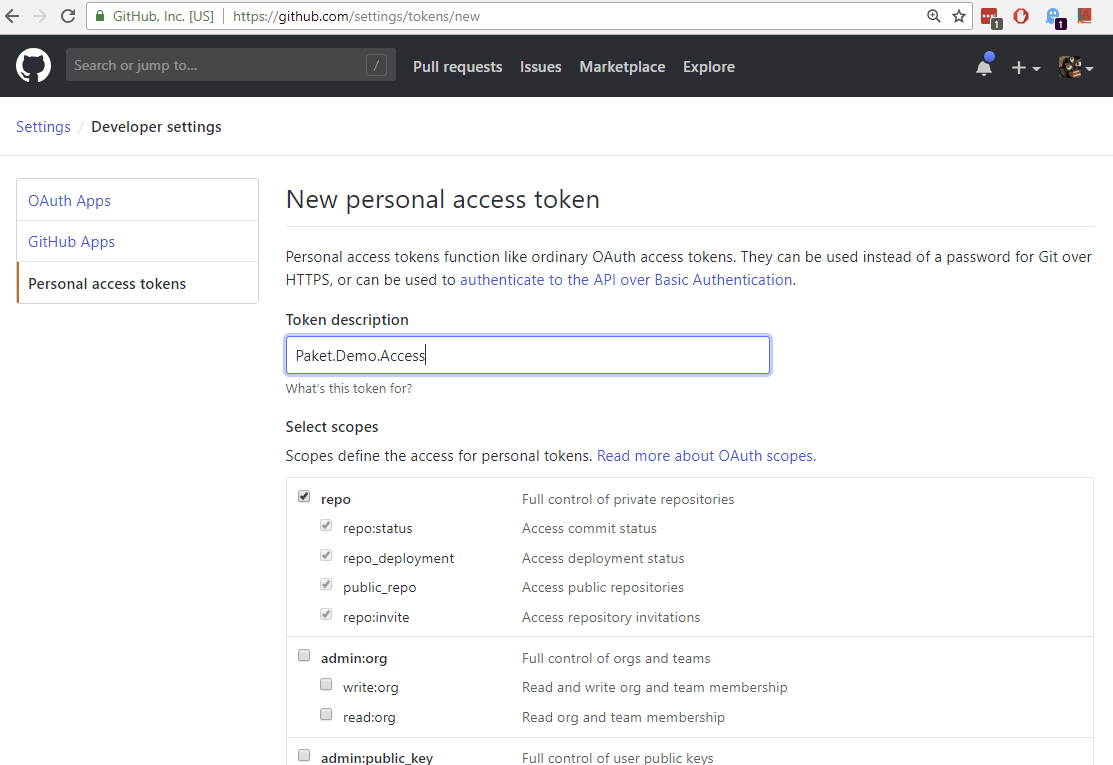 GitHub, Inc. [US] https://github.com/settings/tokens/new
1
1
Search or jump to...
/
Pull requests Issues Marketplace Explore
Settings / Developer settings
OAuth Apps
GitHub Apps
Personal access tokens
New personal access token
Personal access tokens function like ordinary OAuth access tokens. They can be used instead of a password for Git over
HTTPS, or can be used to authenticate to the API over Basic Authentication.
Token description
Paket.Demo.Access
What's this token for?
Select scopes
Scopes define the access for personal tokens. Read more about OAuth scopes.
repo Full control of private repositories
repo:status Access commit status
repo_deployment Access deployment status
public_repo Access public repositories
repo:invite Access repository invitations
admin:org Full control of orgs and teams
write:org Read and write org and team membership
read:org Read org and team membership
admin:public_key Full control of user public keys